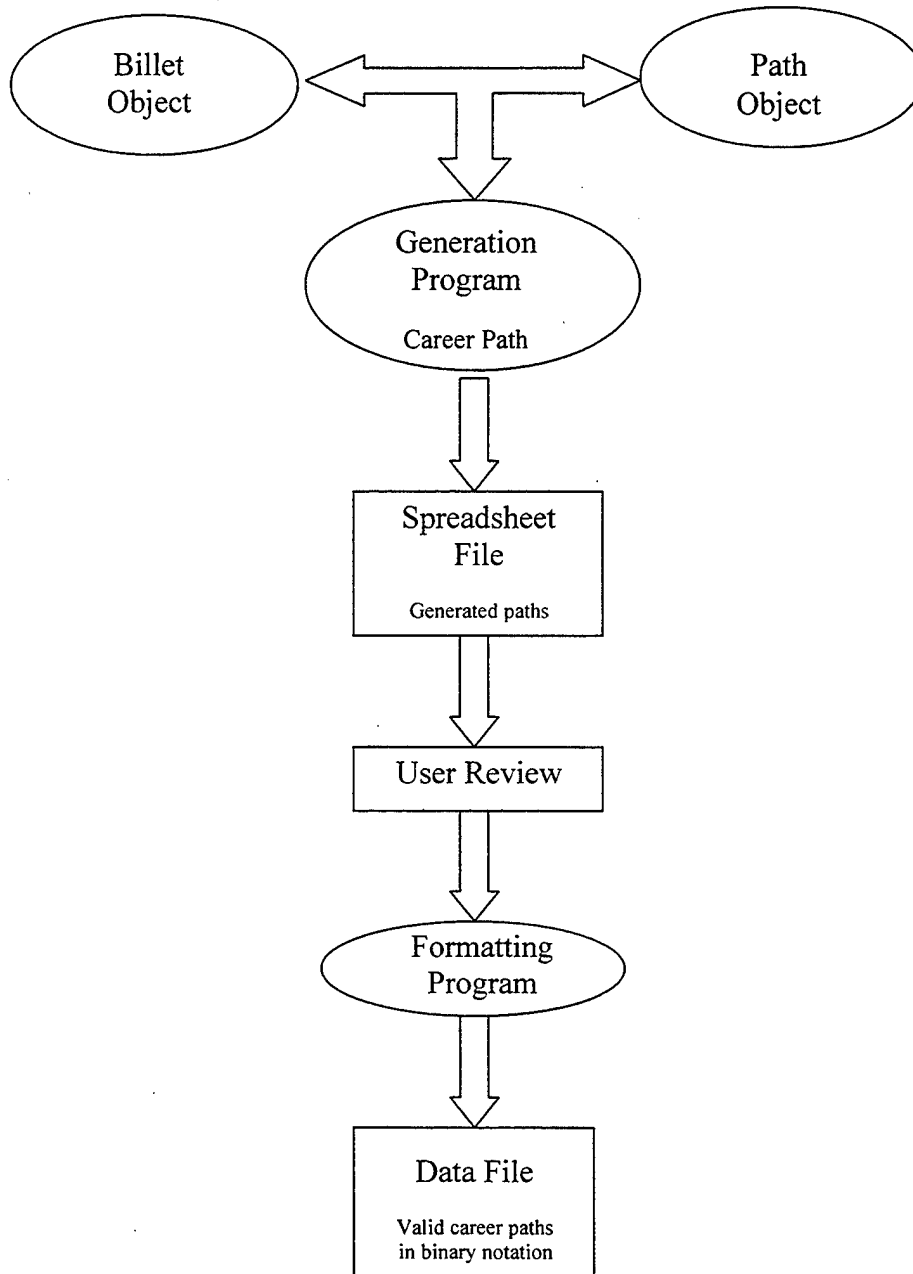 Billet
Object
Path
Object
Generation
Program
Career Path
Spreadsheet
File
Generated paths
User Review
Formatting
Program
Data File
Valid career paths
in binary notation